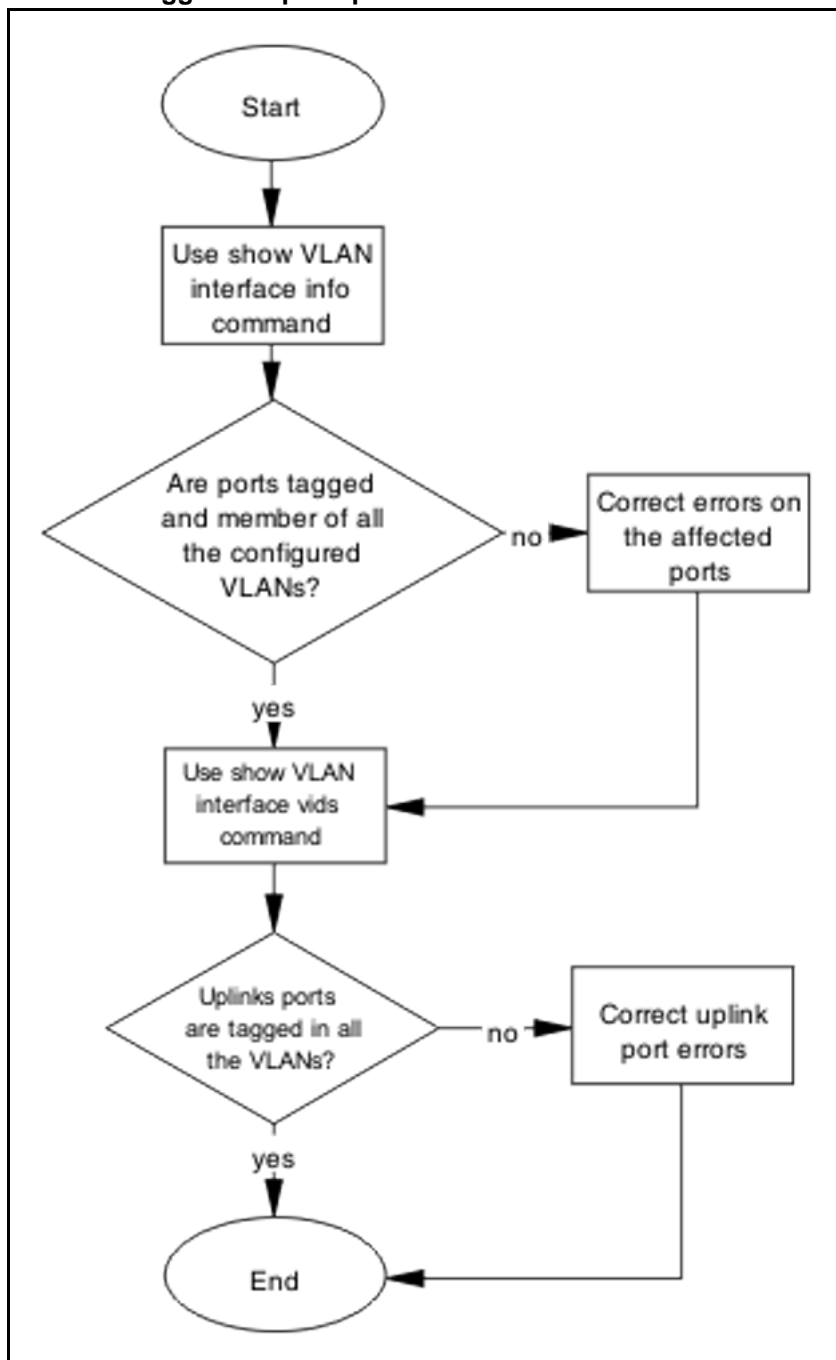 Start
Use show VLAN
interface info
command
Are ports tagged
and member of all
the configured
VLANs?
no
Correct errors on
the affected
ports
yes
Use show VLAN
interface vids
command
Uplinks ports
are tagged in all
the VLANs?
no
Correct uplink
port errors
yes
End